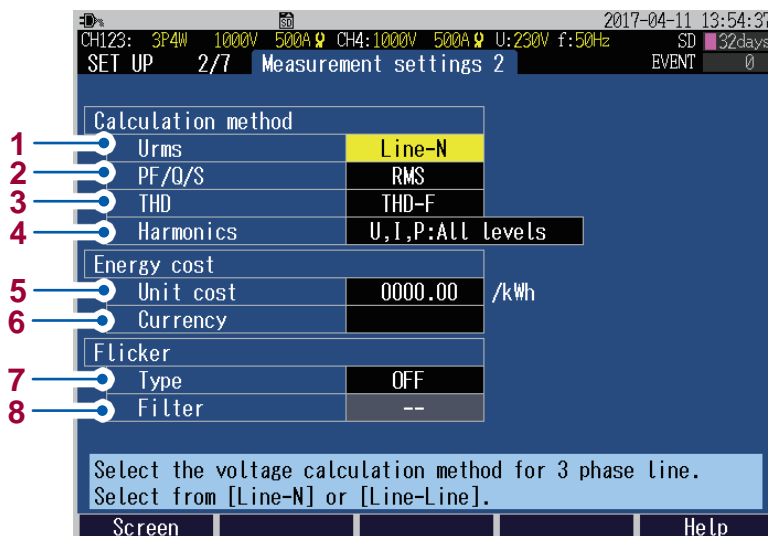 SD 2017-04-11 13:54:37
CH123: 3P4W 1000V 500A CH4:1000V 500A U:230V f:50Hz SD 32days
SET UP 2/7 Measurement settings 2 EVENT 0
Calculation method
1 Urms Line-N
2 PF/Q/S RMS
3 THD THD-F
4 Harmonics U,I,P:All levels
Energy cost
5 Unit cost 0000.00 /kWh
6 Currency
Flicker
7 Type OFF
8 Filter --
Select the voltage calculation method for 3 phase line.
Select from [Line-N] or [Line-Line].
Screen Help